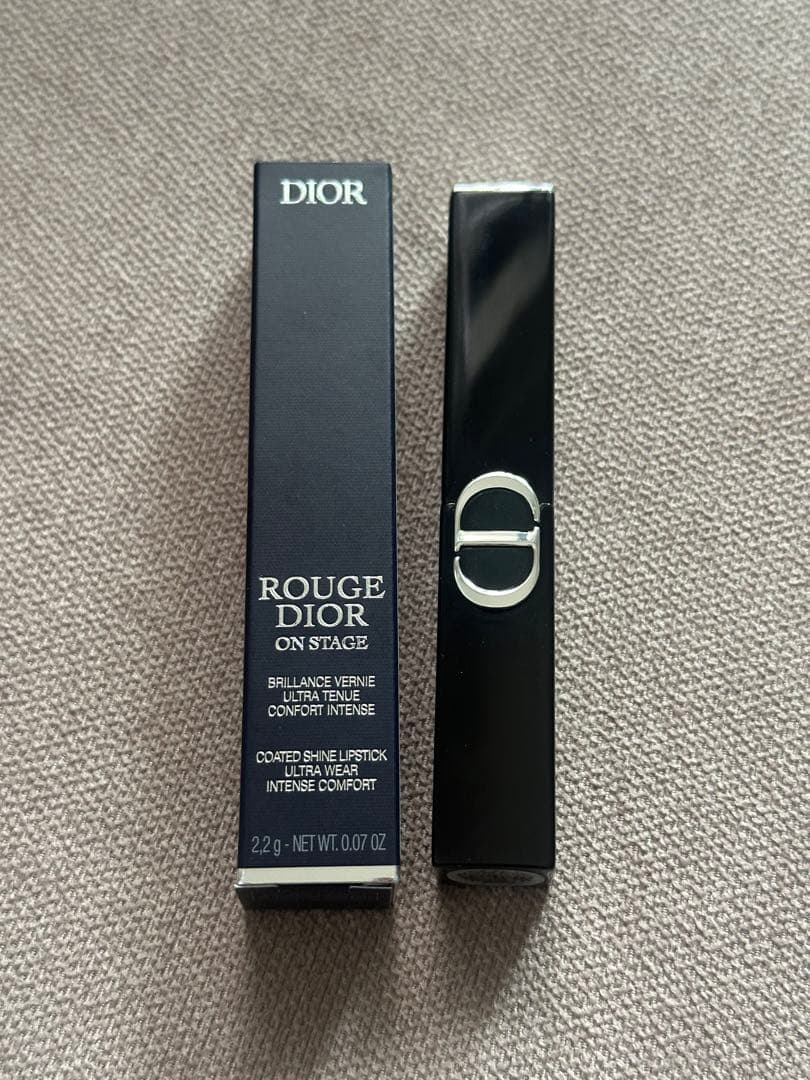 DIOR
ROUGE
DIOR
ON STAGE
BRILLANCE VERNIE
ULTRA TENUE
CONFORT INTENSE
COATED SHINE LIPSTICK
ULTRA WEAR
INTENSE COMFORT
2,2 g - NET WT. 0.07 OZ